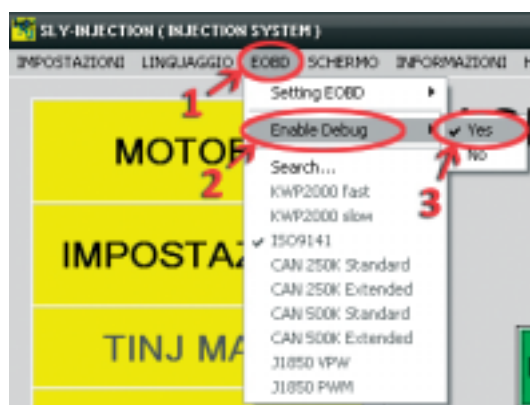 SLY-INJECTION ( INJECTION SYSTEM )
IMPOSTAZIONI LINGUAGGIO EOBD SCHERMO INFORMAZIONI
1
Setting EOBD
MOTOR
Enable Debug
Yes
2
Search...
No
3
KWP2000 fast
KWP2000 slow
IMPOSTAZ
ISO9141
CAN 250K Standard
CAN 250K Extended
CAN 500K Standard
TINJ MA
CAN 500K Extended
J1850 VPW
J1850 PWM